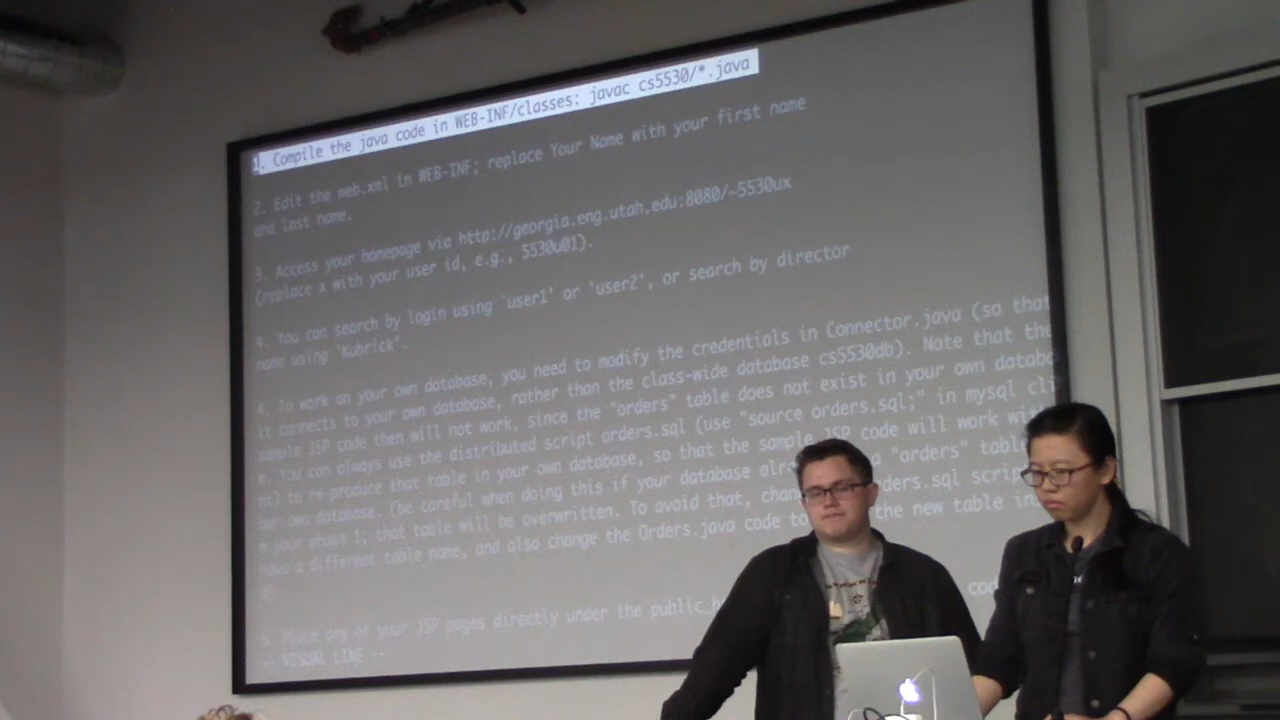 1. Compile the java code in WEB-INF/classes: javac cs5530/*.java
2. Edit the web.xml in WEB-INF; replace Your Name with your first name
and last name.
3. Access your homepage via http://georgia.eng.utah.edu:8080/~5530ux
(replace x with your user id, e.g., 5530u01).
4. You can search by login using `user1' or 'user2', or search by director
name using 'Kubrick'.
4. To work on your own database, you need to modify the credentials in Connector.java (so that
it connects to your own database, rather than the class-wide database cs5530db). Note that the
sample JSP code then will not work, since the "orders" table does not exist in your own databa
e. You can always use the distributed script orders.sql (use "source orders.sql;" in mysql cli
nt) to re-produce that table in your own database, so that the sample JSP code will work with
our own database. (be careful when doing this if your database a "orders" table
your phase 1; that table will be overwritten. To avoid that, ders.sql
have a different table name, and also change the Orders.java code the new table in
5. Place any of your JSP pages directly under the cod
-- VISUAL LINE --